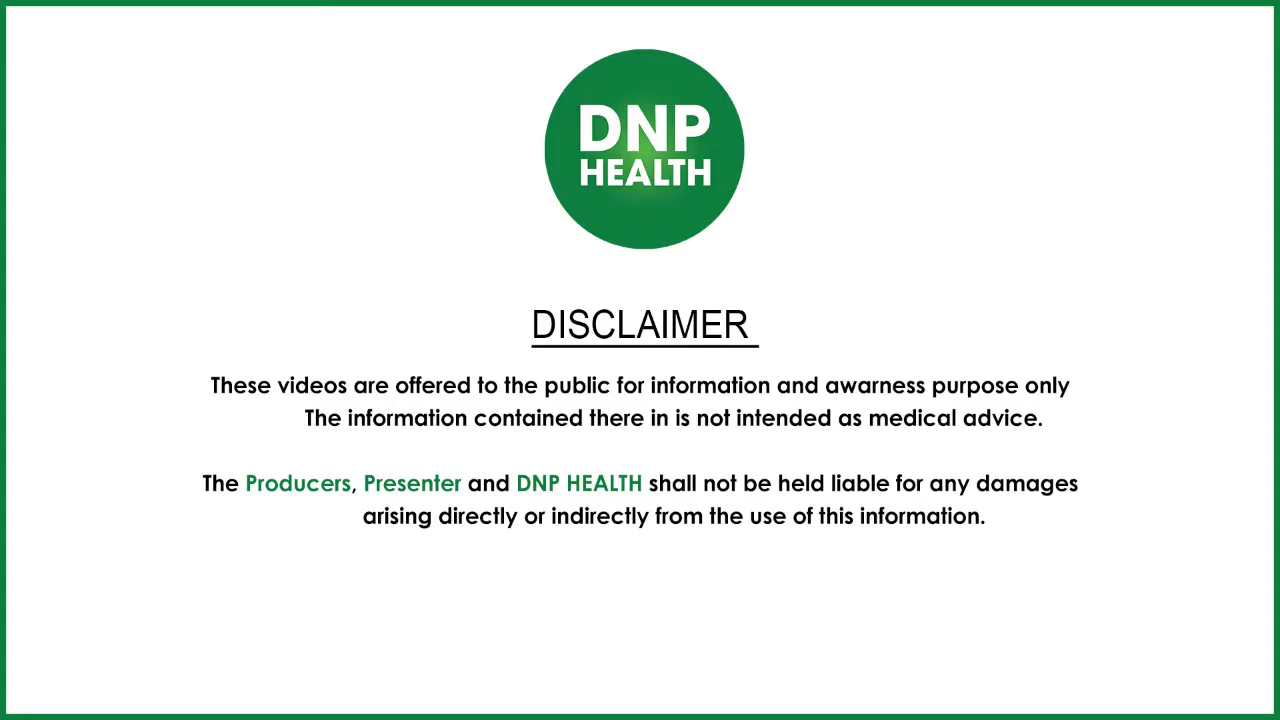 DNP
HEALTH
DISCLAIMER
These videos are offered to the public for information and awarness purpose only
The information contained there in is not intended as medical advice.
The Producers, Presenter and DNP HEALTH shall not be held liable for any damages
arising directly or indirectly from the use of this information.